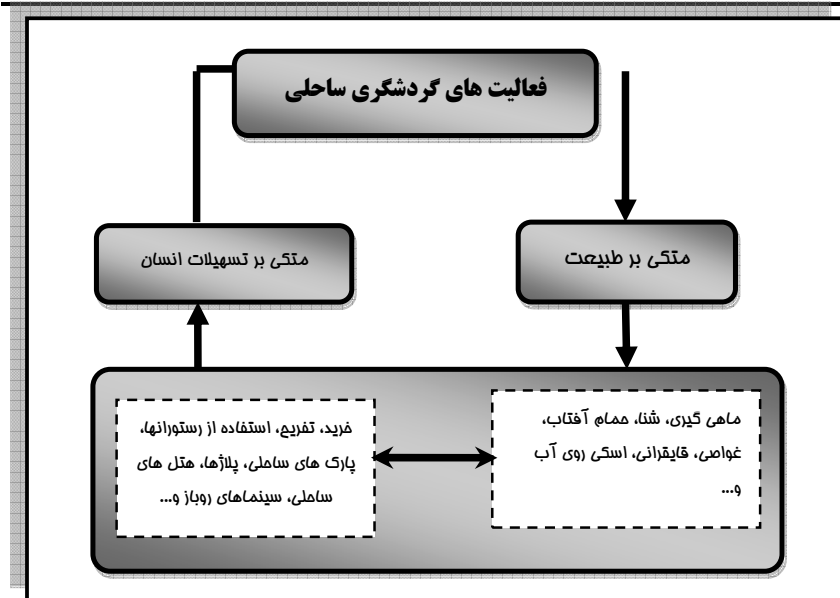 فعالیت های گردشگری ساحلی
متکی بر طبیعت
متکی بر تسهیلات انسان
ماهی گیری، شنا، حمام آفتاب،
غواصی، قایقرانی، اسکی روی آب
و...
خرید، تفریح، استفاده از رستورانها،
پارک های ساحلی، پلاژها، هتل های
ساحلی، سینماهای روباز و...